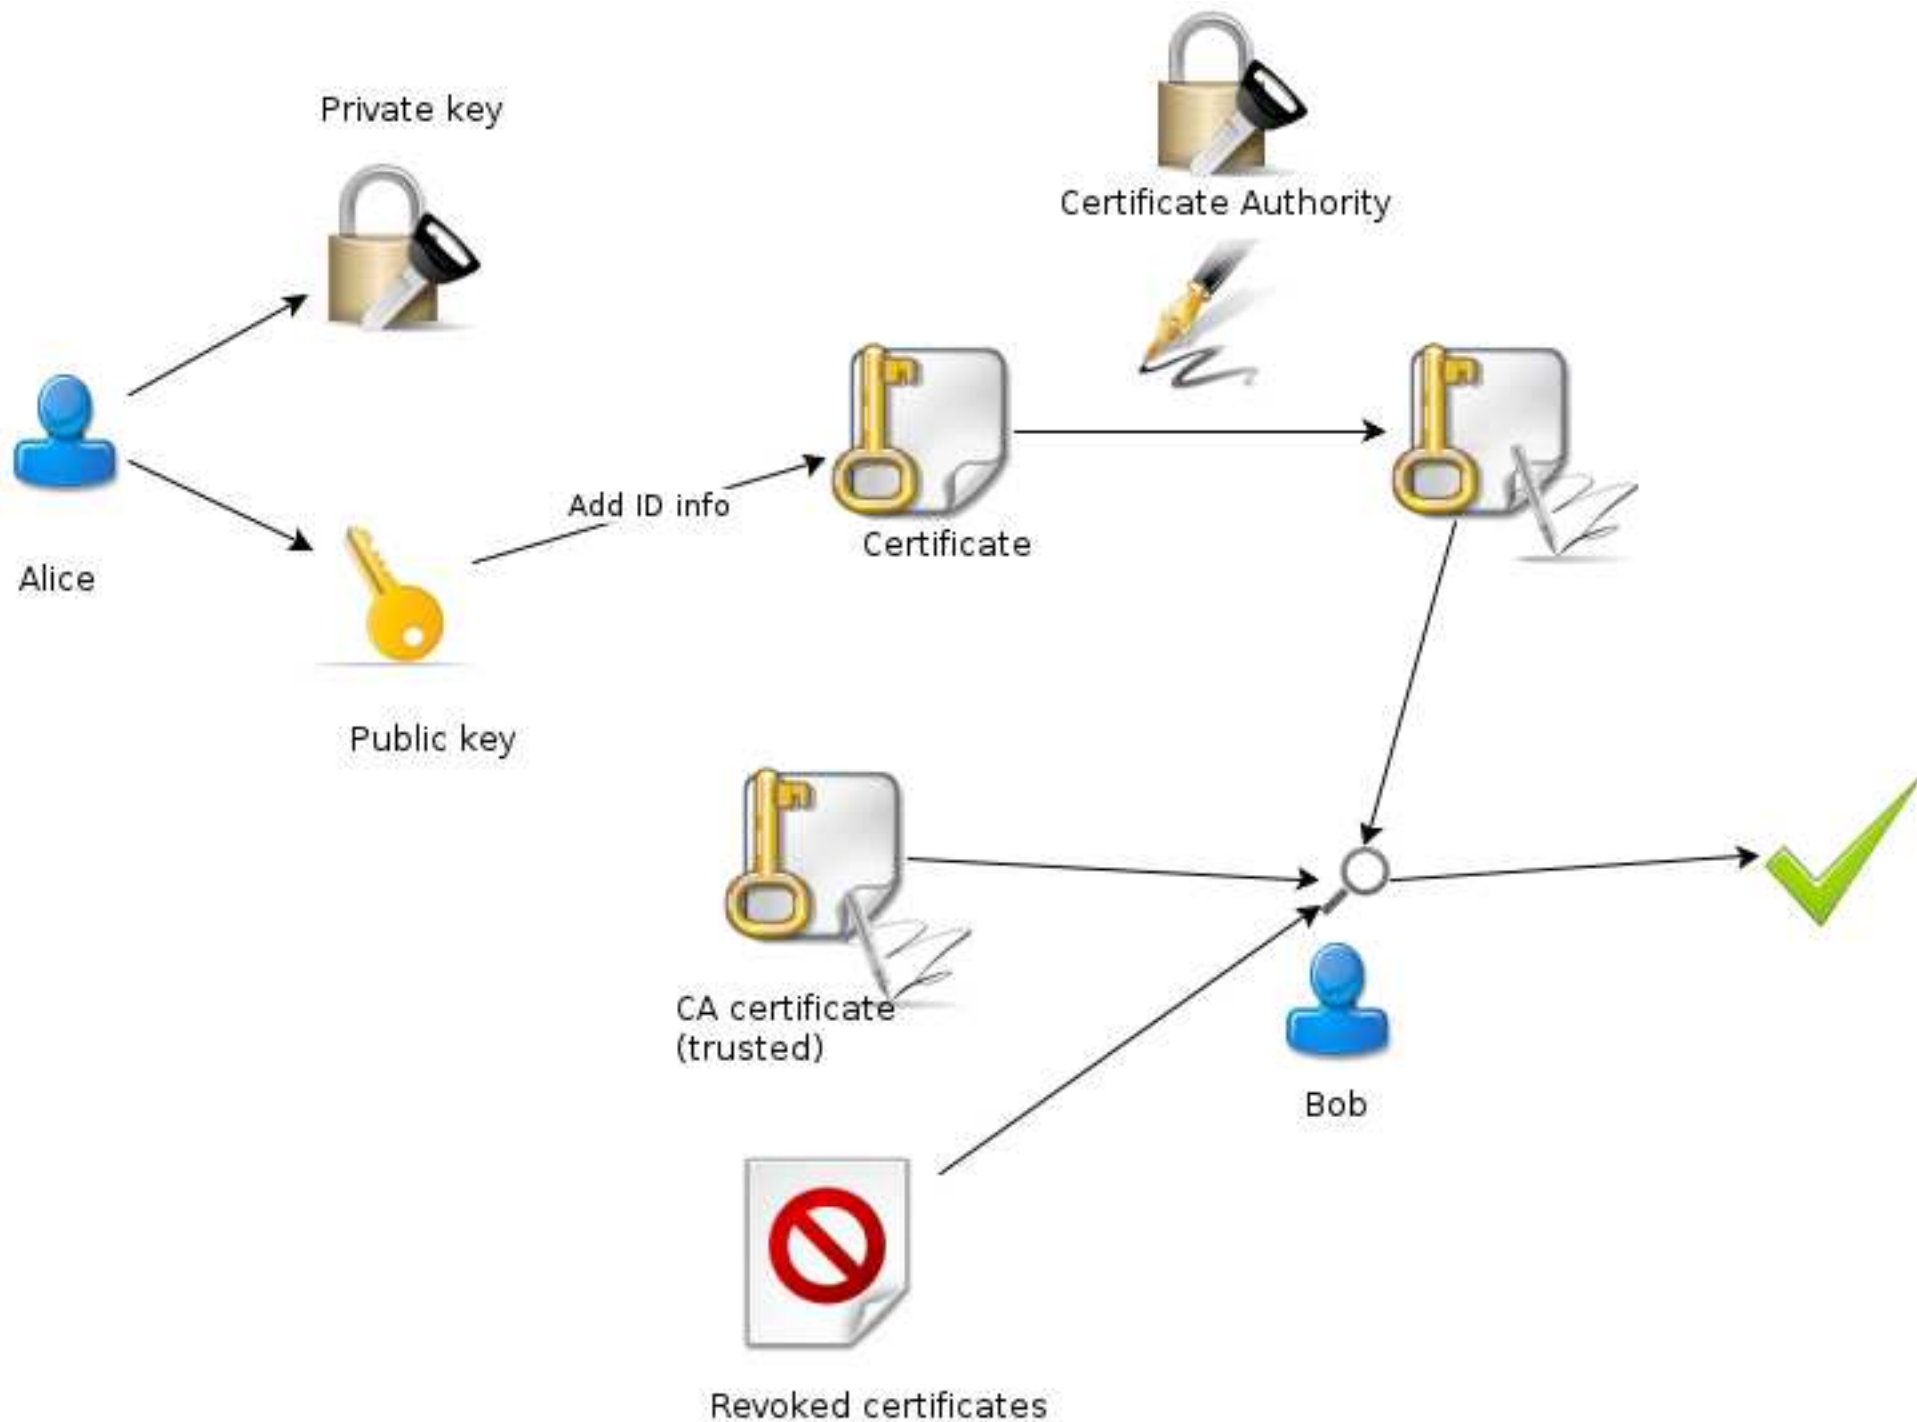 Private key
Certificate Authority
Add ID info
Certificate
Alice
Public key
CA certificate
(trusted)
Bob
Revoked certificates